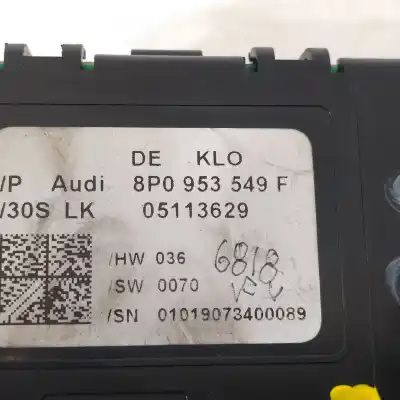 DE KLO
/P Audi 8P0 953 549 F
/30S LK 05113629
/HW 036
6818
/SW 0070
/SN 01019073400089